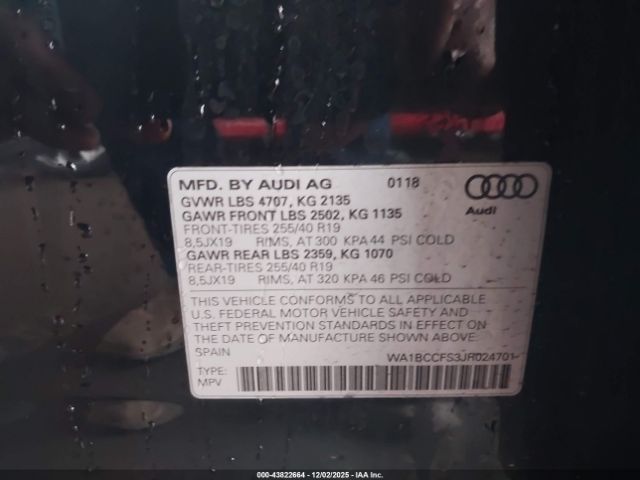 MFD. BY AUDI AG 0118
GVWR LBS 4707, KG 2135
GAWR FRONT LBS 2502, KG 1135
FRONT-TIRES 255/40 R19
8,5JX19 RIMS, AT 300 KPA 44 PSI COLD
GAWR REAR LBS 2359, KG 1070
REAR-TIRES 255/40 R19
8,5JX19 RIMS, AT 320 KPA 46 PSI COLD
Audi
THIS VEHICLE CONFORMS TO ALL APPLICABLE
U.S. FEDERAL MOTOR VEHICLE SAFETY AND
THEFT PREVENTION STANDARDS IN EFFECT ON
THE DATE OF MANUFACTURE SHOWN ABOVE.
SPAIN WA1BCCFS3JR024701
TYPE:
MPV
000-43822664 - 12/02/2025 - IAA Inc.